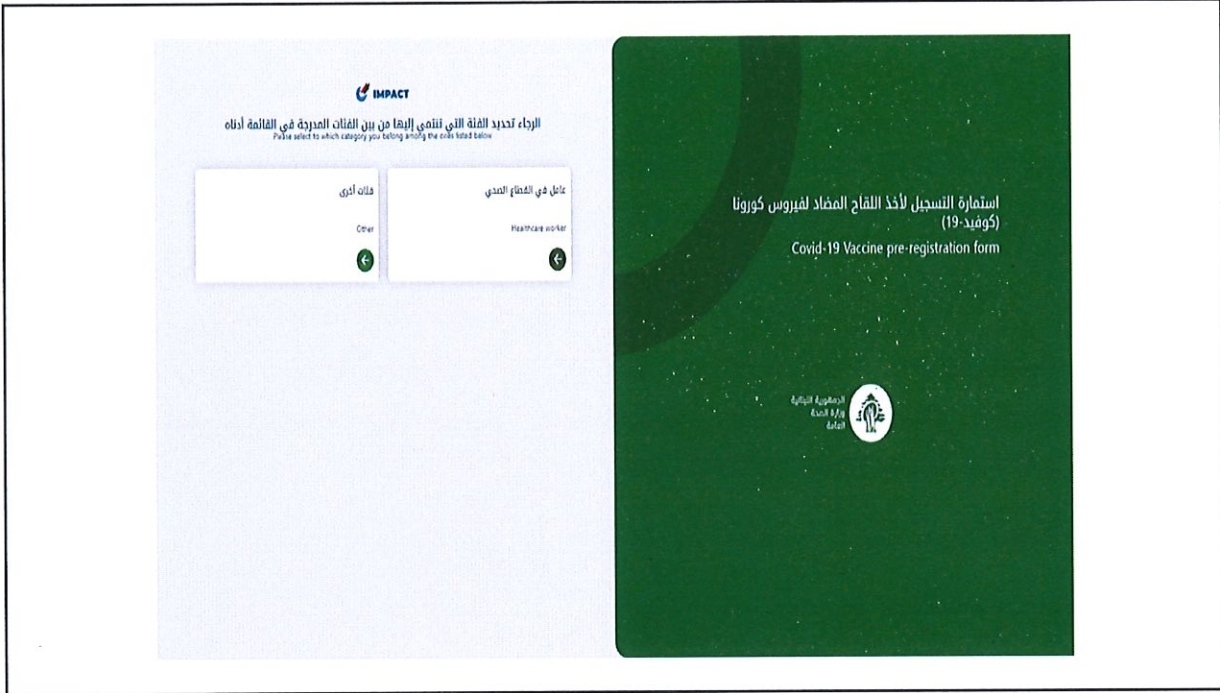 IMPACT
الرجاء تحديد الفئة التي تنتمي إليها من بين الفئات المدرجة في القائمة أدناه
Please select to which category you belong among the ones listed below
عامل في القطاع الصحي
Healthcare worker
فئات أخرى
Other
استمارة التسجيل لأخذ اللقاح المضاد لفيروس كورونا
(كوفيد-19)
Covid-19 Vaccine pre-registration form
الجمهورية اللبنانية
وزارة الصحة
العامة